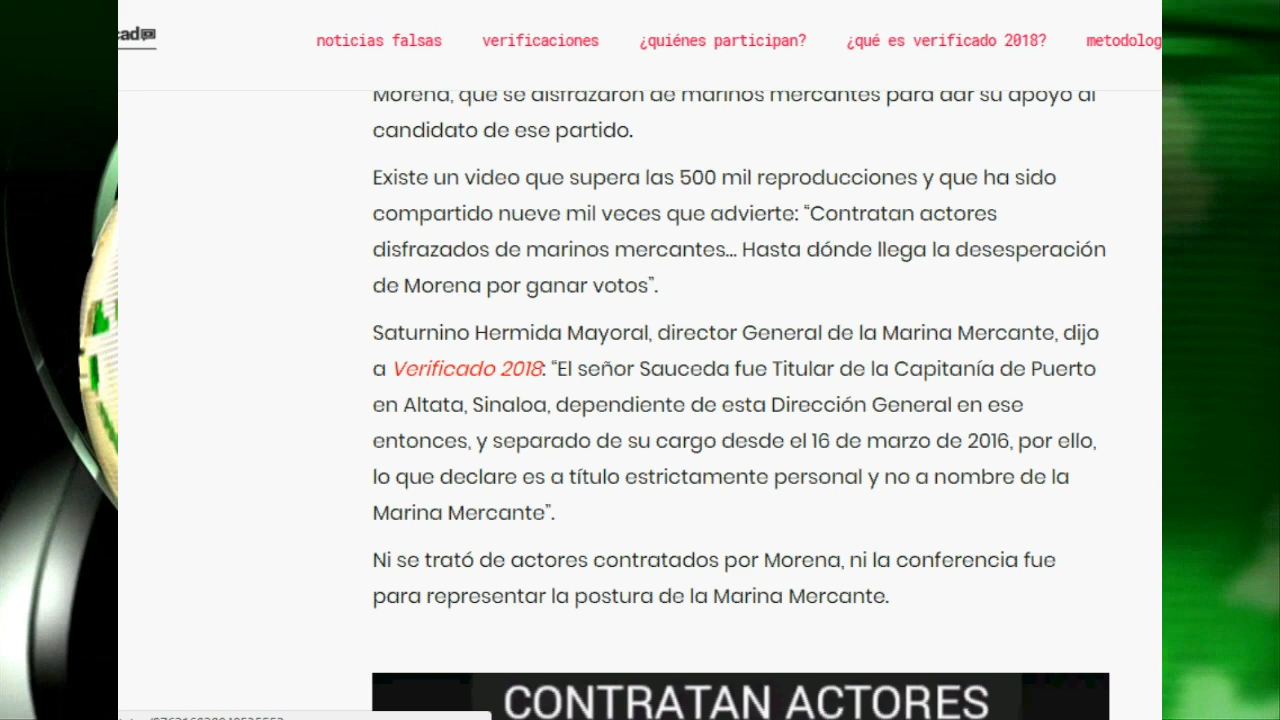 noticias falsas verificaciones ¿quiénes participan? ¿qué es verificado 2018? metodolog
Morena, que se disfrazaron de marinos mercantes para dar su apoyo al
candidato de ese partido.
Existe un video que supera las 500 mil reproducciones y que ha sido
compartido nueve mil veces que advierte: “Contratan actores
disfrazados de marinos mercantes... Hasta dónde llega la desesperación
de Morena por ganar votos”.
Saturnino Hermida Mayoral, director General de la Marina Mercante, dijo
a Verificado 2018: “El señor Sauceda fue Titular de la Capitanía de Puerto
en Altata, Sinaloa, dependiente de esta Dirección General en ese
entonces, y separado de su cargo desde el 16 de marzo de 2016, por ello,
lo que declare es a título estrictamente personal y no a nombre de la
Marina Mercante”.
Ni se trató de actores contratados por Morena, ni la conferencia fue
para representar la postura de la Marina Mercante.
CONTRATAN ACTORES